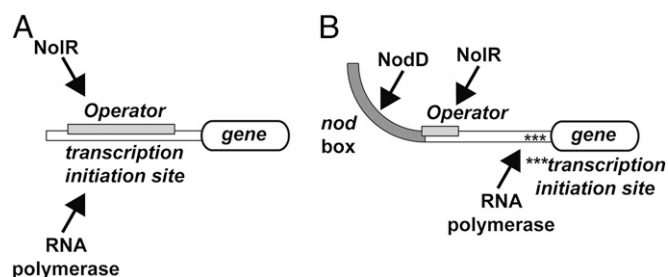 A
NolR
Operator
gene
transcription
initiation site
RNA
polymerase
B
NodD
NolR
Operator
nod
box
***
gene
***transcription
initiation site
RNA
polymerase